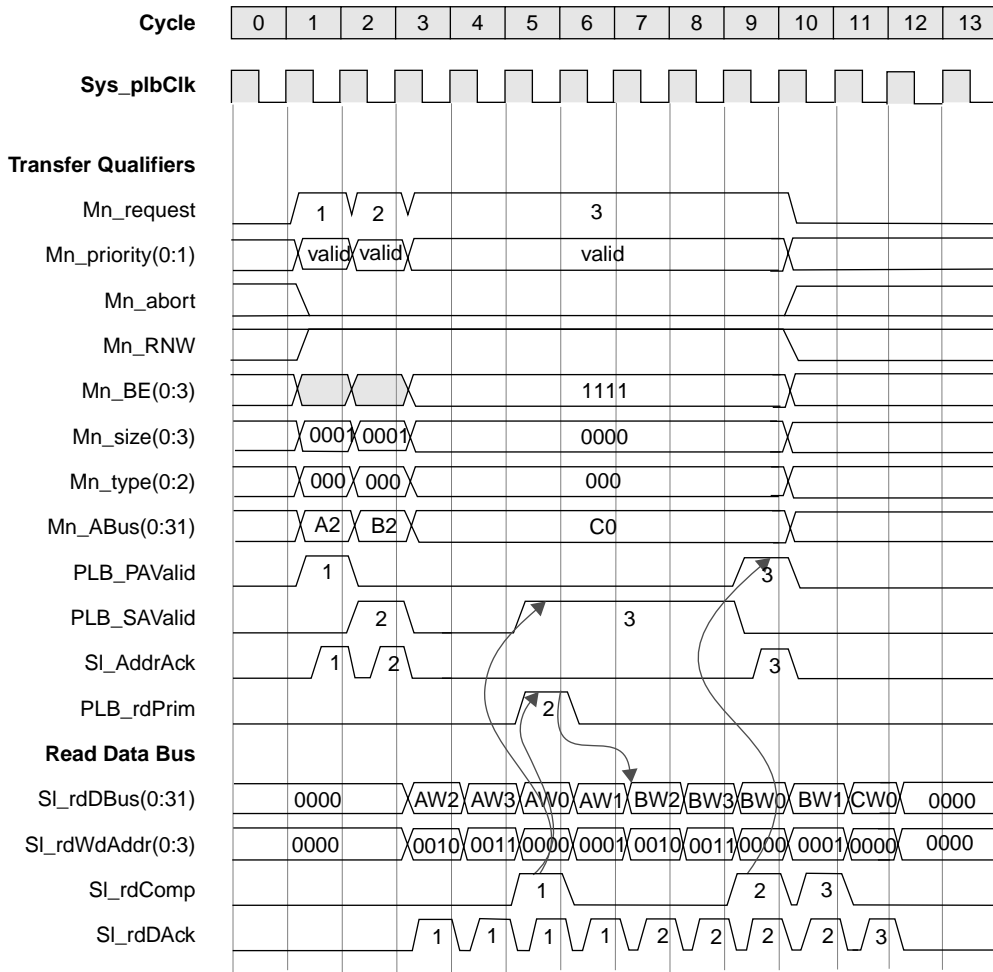 Cycle 0 1 2 3 4 5 6 7 8 9 10 11 12 13
Sys_plbClk
Transfer Qualifiers
Mn_request 1 2 3
Mn_priority(0:1) valid valid valid
Mn_abort
Mn_RNW
Mn_BE(0:3) 1111
Mn_size(0:3) 0001 0001 0000
Mn_type(0:2) 000 000 000
Mn_ABus(0:31) A2 B2 C0
PLB_PAValid 1 3
PLB_SAValid 2 3
Sl_AddrAck 1 2 3
PLB_rdPrim 2
Read Data Bus
Sl_rdDBus(0:31) 0000 AW2 AW3 AW0 AW1 BW2 BW3 BW0 BW1 CW0 0000
Sl_rdWdAddr(0:3) 0000 0010 0011 0000 0001 0010 0011 0000 0001 0000 0000
Sl_rdComp 1 2 3
Sl_rdDAck 1 1 1 1 2 2 2 2 3